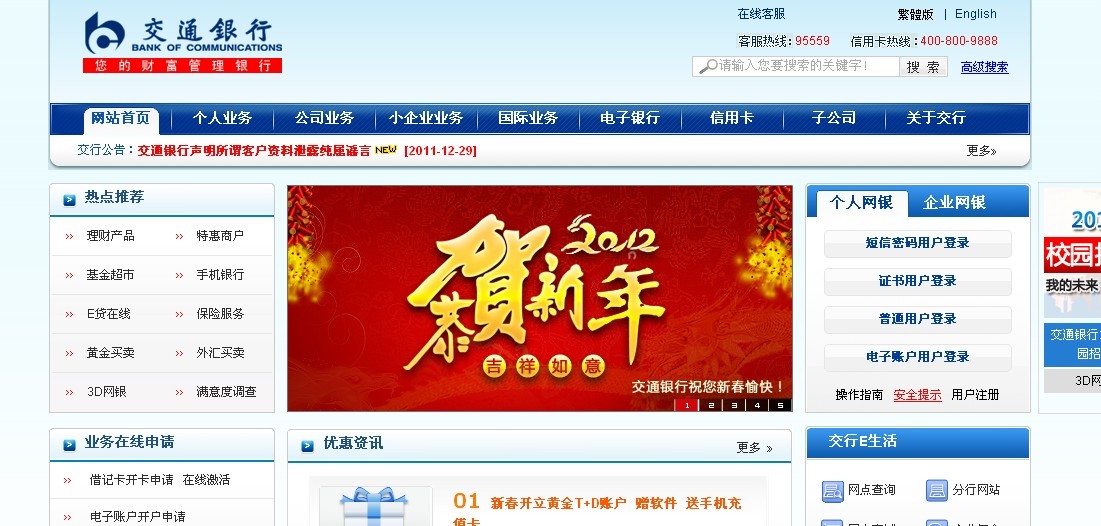 在线客服 繁體版 | English
交通銀行
BANK OF COMMUNICATIONS
您的财富管理银行
客服热线：95559 信用卡热线：400-800-9888
请输入您要搜索的关键字！ 搜 索 高级搜索
网站首页 个人业务 公司业务 小企业业务 国际业务 电子银行 信用卡 子公司 关于交行
交行公告：交通银行声明所谓客户资料泄露纯属谣言 NEW [2011-12-29] 更多»
热点推荐
理财产品 特惠商户
基金超市 手机银行
E贷在线 保险服务
黄金买卖 外汇买卖
3D网银 满意度调查
2012
恭贺新年
吉祥如意
交通银行祝您新春愉快！
1 2 3 4 5
个人网银 企业网银
短信密码用户登录
证书用户登录
普通用户登录
电子账户用户登录
操作指南 安全提示 用户注册
201
校园招
我的未来
交通银行
园招
3D网
业务在线申请
借记卡开卡申请 在线激活
电子账户开户申请
优惠资讯 更多 »
01 新春开立黄金T+D账户 赠软件 送手机充
值卡
交行E生活
网点查询 分行网站